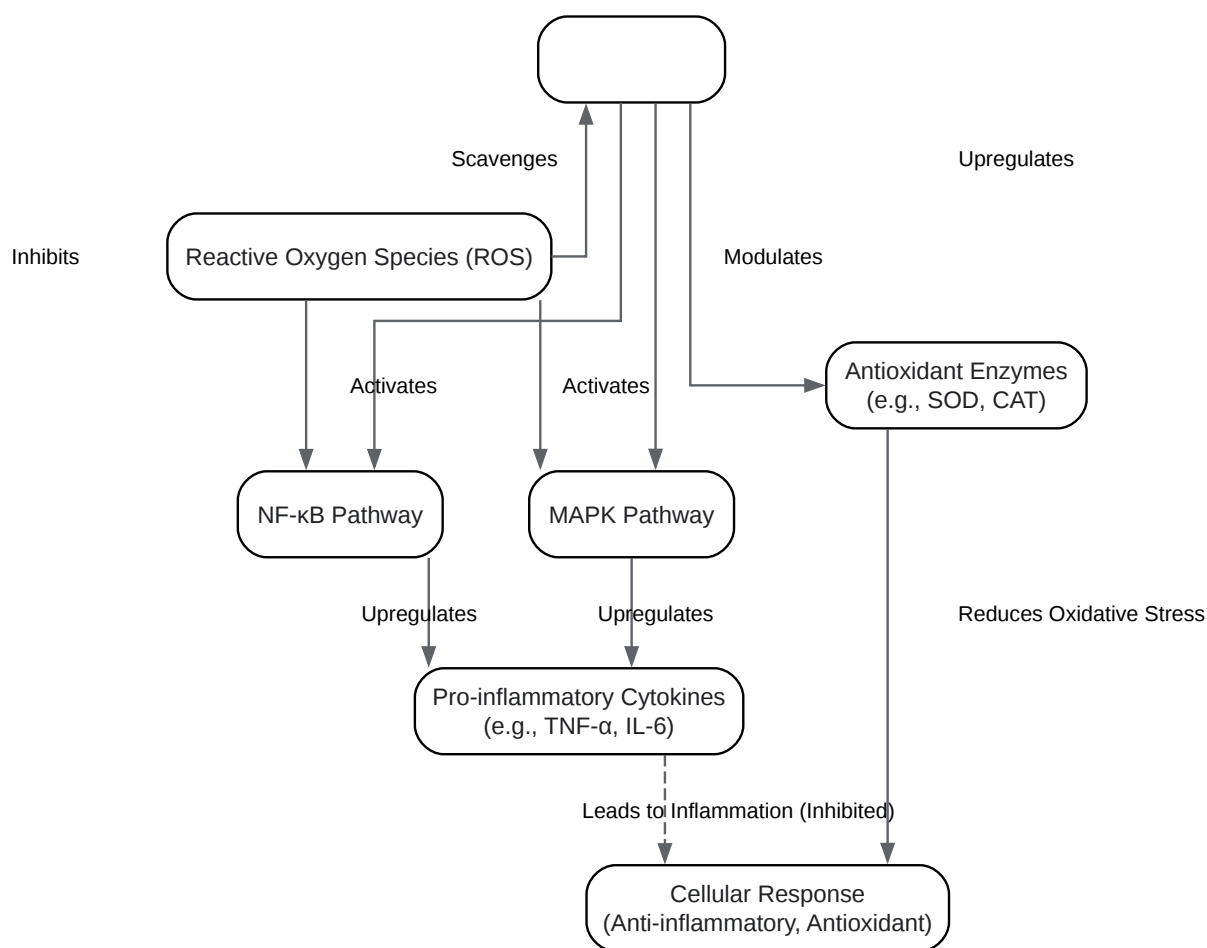 Scavenges
Upregulates
Inhibits
Reactive Oxygen Species (ROS)
Modulates
Activates
Activates
Antioxidant Enzymes
(e.g., SOD, CAT)
NF-κB Pathway
MAPK Pathway
Upregulates
Upregulates
Reduces Oxidative Stress
Pro-inflammatory Cytokines
(e.g., TNF-α, IL-6)
Leads to Inflammation (Inhibited)
Cellular Response
(Anti-inflammatory, Antioxidant)